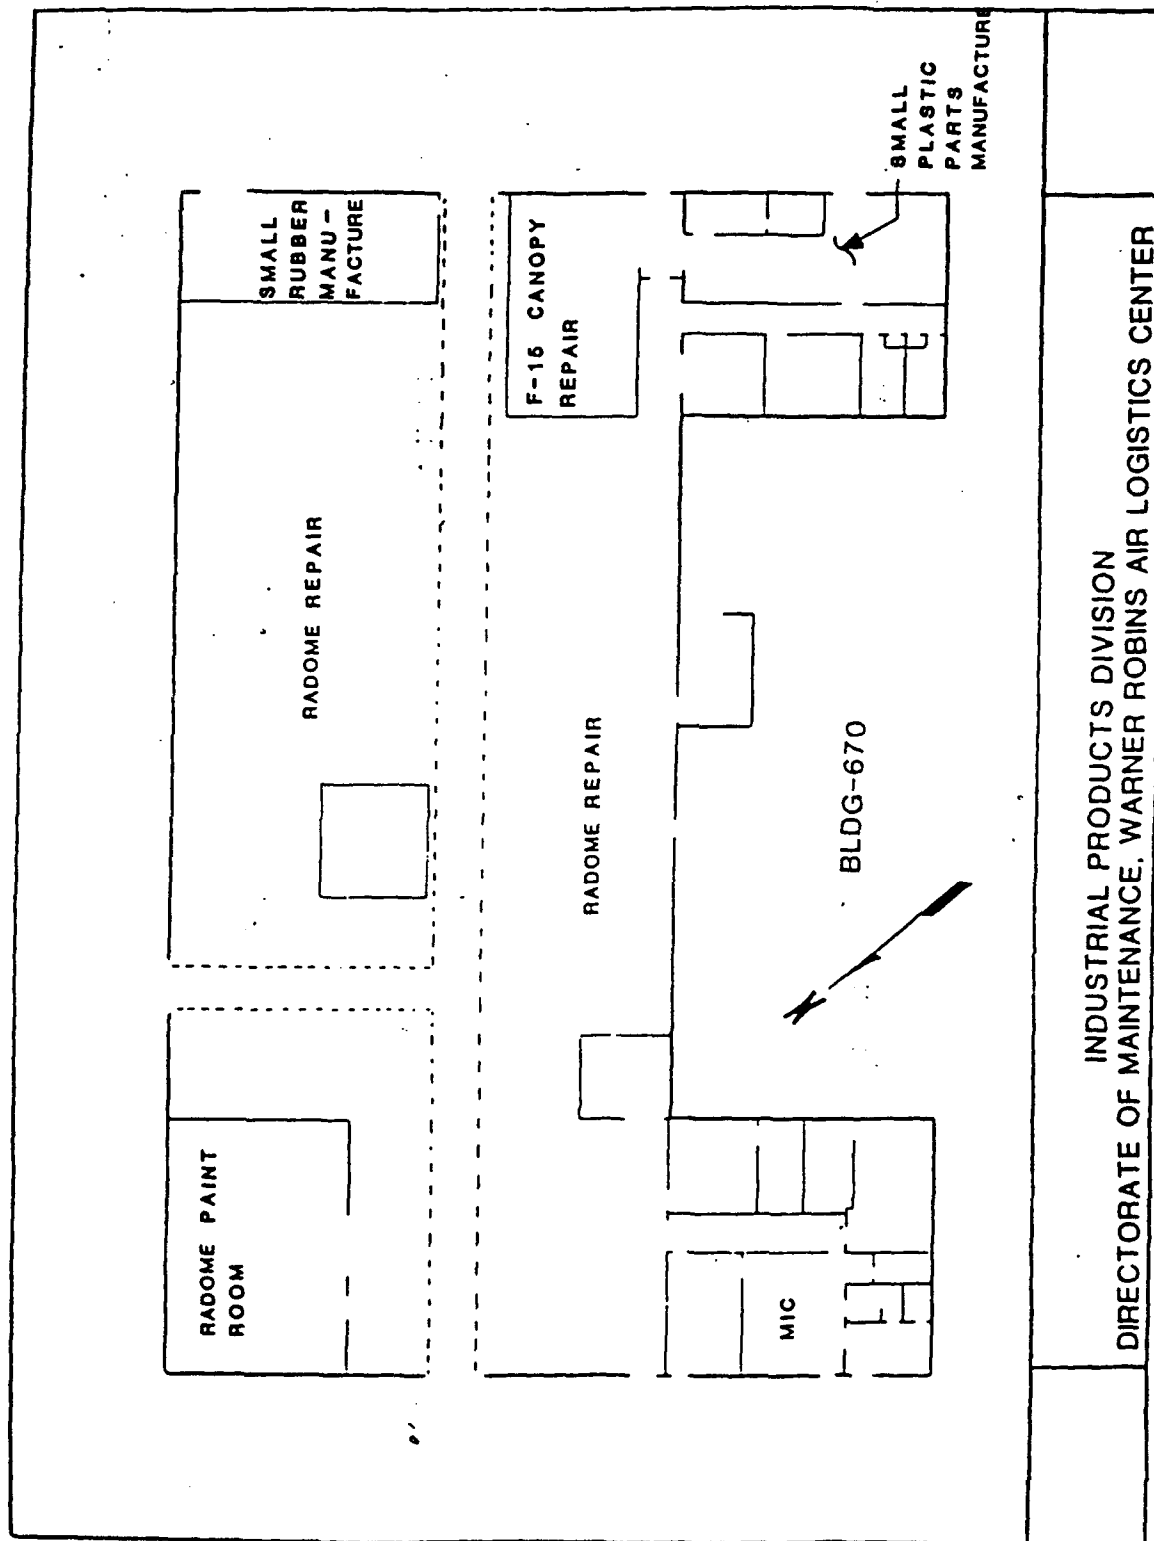 RADOME PAINT
ROOM
RADOME REPAIR
SMALL
RUBBER
MANU-
FACTURE
RADOME REPAIR
F-15 CANOPY
REPAIR
MIC
BLDG-670
SMALL
PLASTIC
PARTS
MANUFACTURE
INDUSTRIAL PRODUCTS DIVISION
DIRECTORATE OF MAINTENANCE, WARNER ROBINS AIR LOGISTICS CENTER